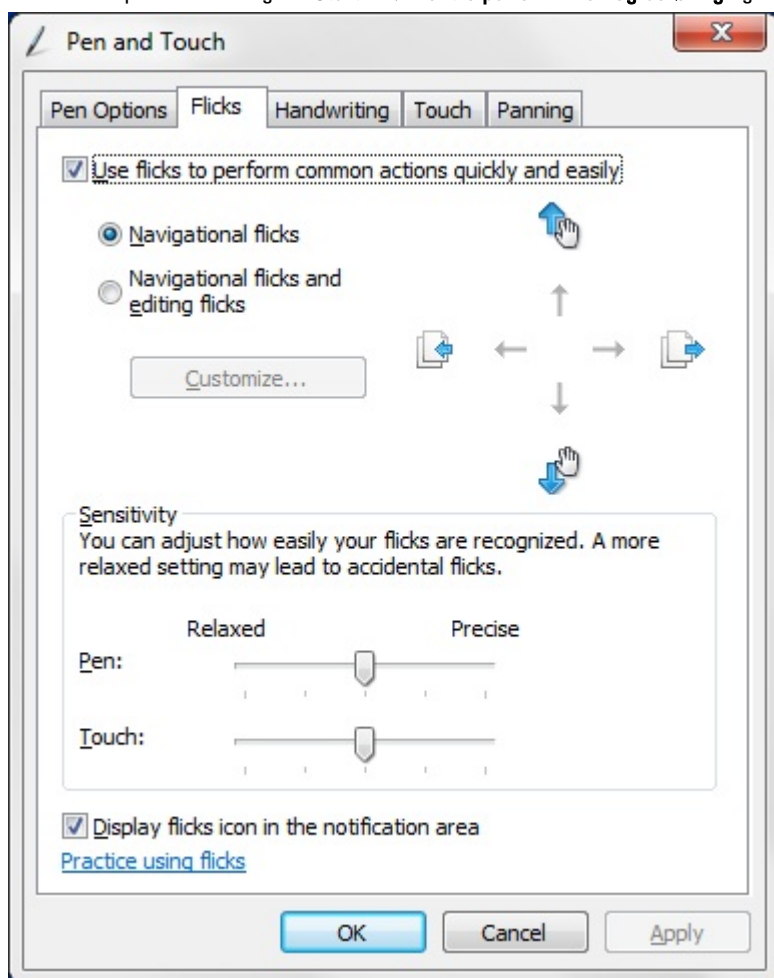 Pen and Touch
Pen Options Flicks Handwriting Touch Panning
Use flicks to perform common actions quickly and easily
Navigational flicks
Navigational flicks and
editing flicks
Customize...
Sensitivity
You can adjust how easily your flicks are recognized. A more
relaxed setting may lead to accidental flicks.
Relaxed Precise
Pen:
Touch:
Display flicks icon in the notification area
Practice using flicks
OK Cancel Apply